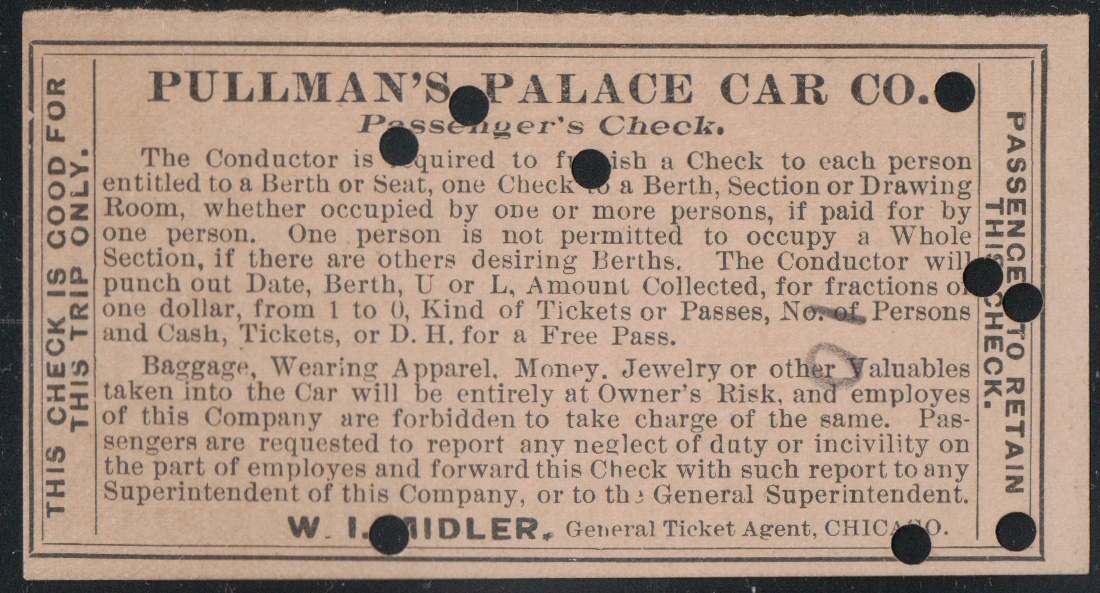 THIS CHECK IS GOOD FOR
THIS TRIP ONLY.
PULLMAN'S PALACE CAR CO.
Passenger's Check.
The Conductor is required to furnish a Check to each person
entitled to a Berth or Seat, one Check to a Berth, Section or Drawing
Room, whether occupied by one or more persons, if paid for by
one person. One person is not permitted to occupy a Whole
Section, if there are others desiring Berths. The Conductor will
punch out Date, Berth, U or L, Amount Collected, for fractions of
one dollar, from 1 to 0, Kind of Tickets or Passes, No. of Persons
and Cash, Tickets, or D. H. for a Free Pass.
Baggage, Wearing Apparel, Money, Jewelry or other Valuables
taken into the Car will be entirely at Owner's Risk, and employes
of this Company are forbidden to take charge of the same. Pas-
sengers are requested to report any neglect of duty or incivility on
the part of employes and forward this Check with such report to any
Superintendent of this Company, or to the General Superintendent.
W. I. MIDLER, General Ticket Agent, CHICAGO.
PASSENGER TO RETAIN
THIS CHECK.